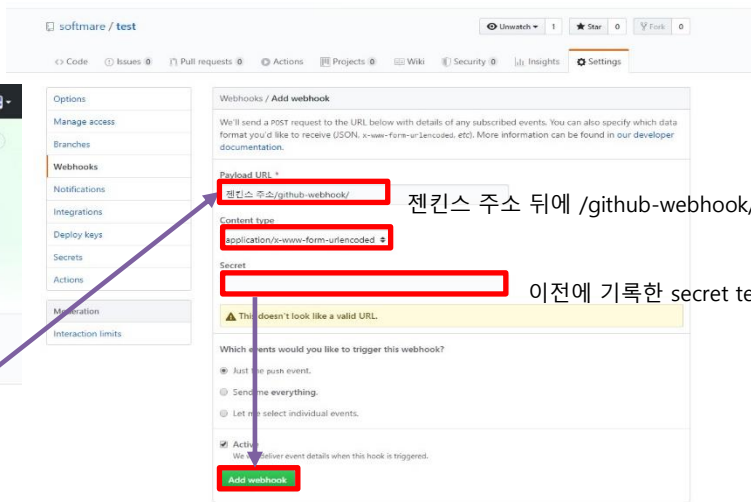 softmare / test
Unwatch 1 Star 0 Fork 0
Code Issues 0 Pull requests 0 Actions Projects 0 Wiki Security 0 Insights Settings
Options
Manage access
Branches
Webhooks
Notifications
Integrations
Deploy keys
Secrets
Actions
Moderation
Interaction limits
Webhooks / Add webhook
We'll send a POST request to the URL below with details of any subscribed events. You can also specify which data
format you'd like to receive (JSON, x-www-form-urlencoded, etc). More information can be found in our developer
documentation.
Payload URL *
젠킨스 주소/github-webhook/
젠킨스 주소 뒤에 /github-webhook/
Content type
application/x-www-form-urlencoded
Secret
이전에 기록한 secret te
This doesn't look like a valid URL.
Which events would you like to trigger this webhook?
Just the push event.
Send me everything.
Let me select individual events.
Active
We will deliver event details when this hook is triggered.
Add webhook